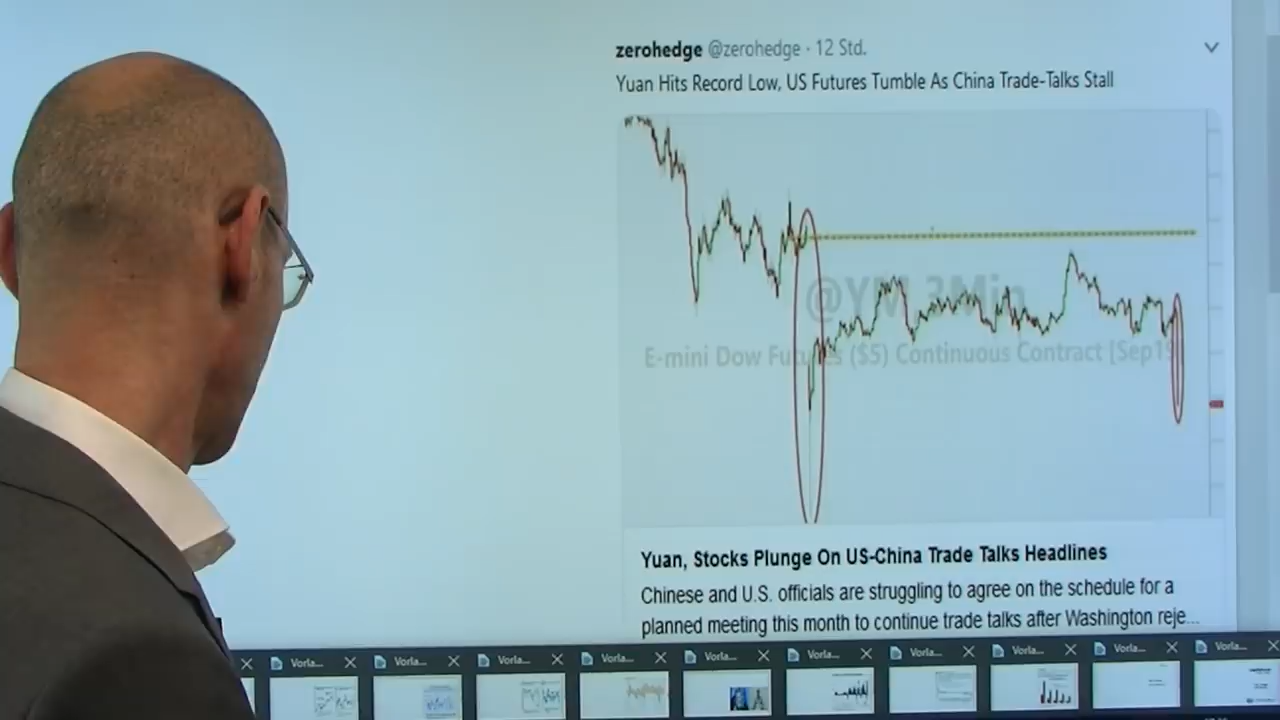 zerohedge @zerohedge · 12 Std.
Yuan Hits Record Low, US Futures Tumble As China Trade-Talks Stall
@YM 3Min
E-mini Dow Futures ($5) Continuous Contract [Sep19
Yuan, Stocks Plunge On US-China Trade Talks Headlines
Chinese and U.S. officials are struggling to agree on the schedule for a
planned meeting this month to continue trade talks after Washington reje...
Vorla... Vorla... Vorla... Vorla... Vorla... Vorla... Vorla... Vorla... Vorla... Vorla...